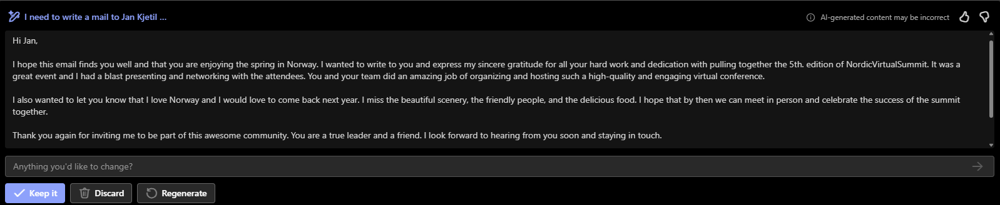 I need to write a mail to Jan Kjetil ...
AI-generated content may be incorrect
Hi Jan,
I hope this email finds you well and that you are enjoying the spring in Norway. I wanted to write to you and express my sincere gratitude for all your hard work and dedication with pulling together the 5th. edition of NordicVirtualSummit. It was a
great event and I had a blast presenting and networking with the attendees. You and your team did an amazing job of organizing and hosting such a high-quality and engaging virtual conference.
I also wanted to let you know that I love Norway and I would love to come back next year. I miss the beautiful scenery, the friendly people, and the delicious food. I hope that by then we can meet in person and celebrate the success of the summit
together.
Thank you again for inviting me to be part of this awesome community. You are a true leader and a friend. I look forward to hearing from you soon and staying in touch.
Anything you'd like to change?
Keep it
Discard
Regenerate